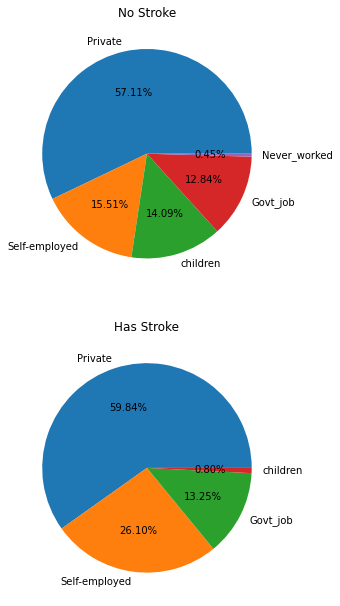 No Stroke
Private
57.11%
0.45%
Never_worked
12.84%
Govt_job
15.51%
14.09%
Self-employed
children
Has Stroke
Private
59.84%
0.80%
children
13.25%
Govt_job
26.10%
Self-employed